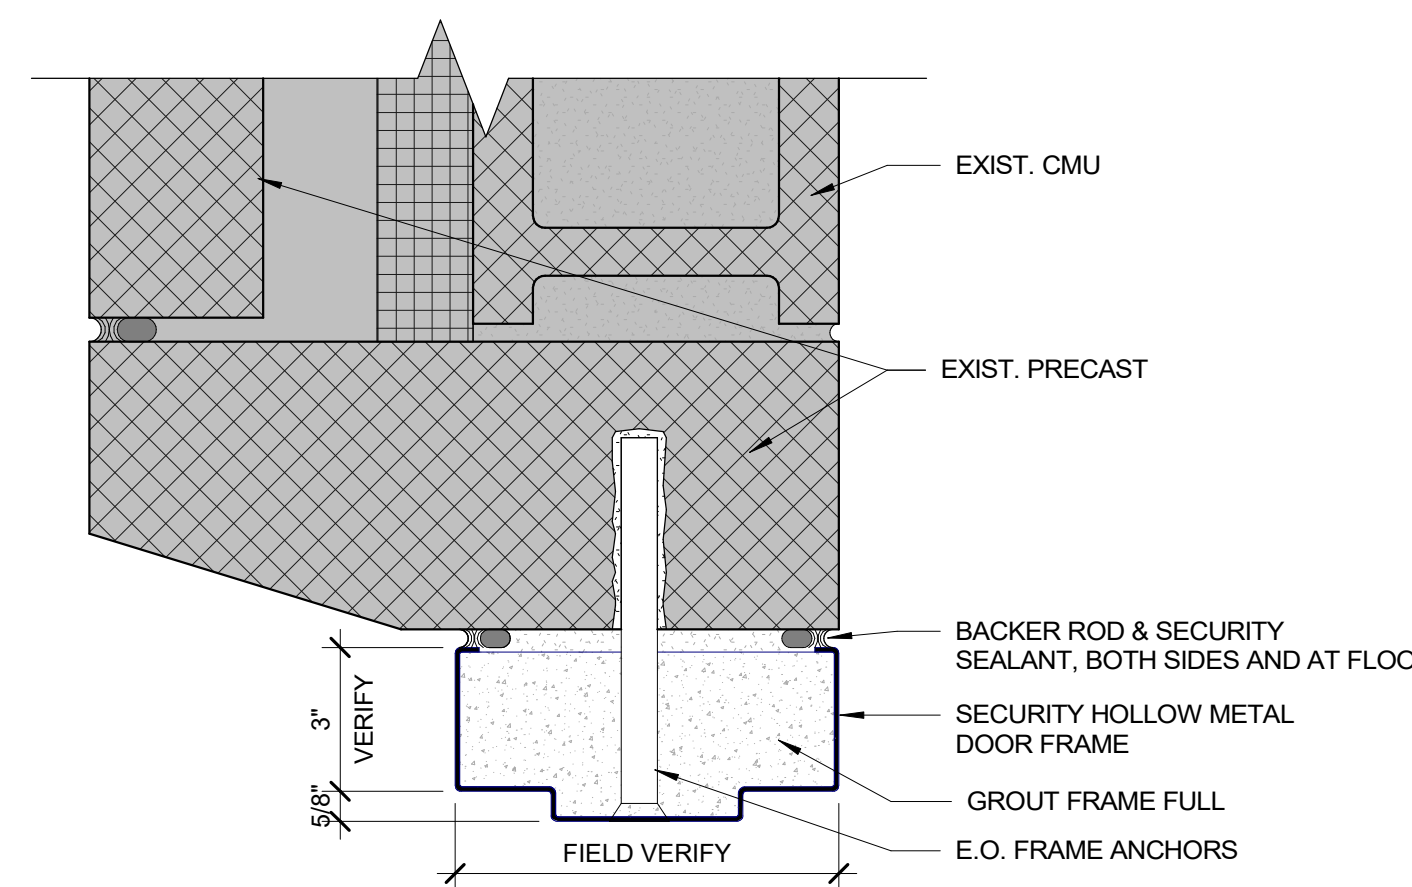 EXIST. CMU
EXIST. PRECAST
BACKER ROD & SECURITY
SEALANT, BOTH SIDES AND AT
SECURITY HOLLOW METAL
DOOR FRAME
GROUT FRAME FULL
E.O. FRAME ANCHORS
3"
VERIFY
5/8"
FIELD VERIFY